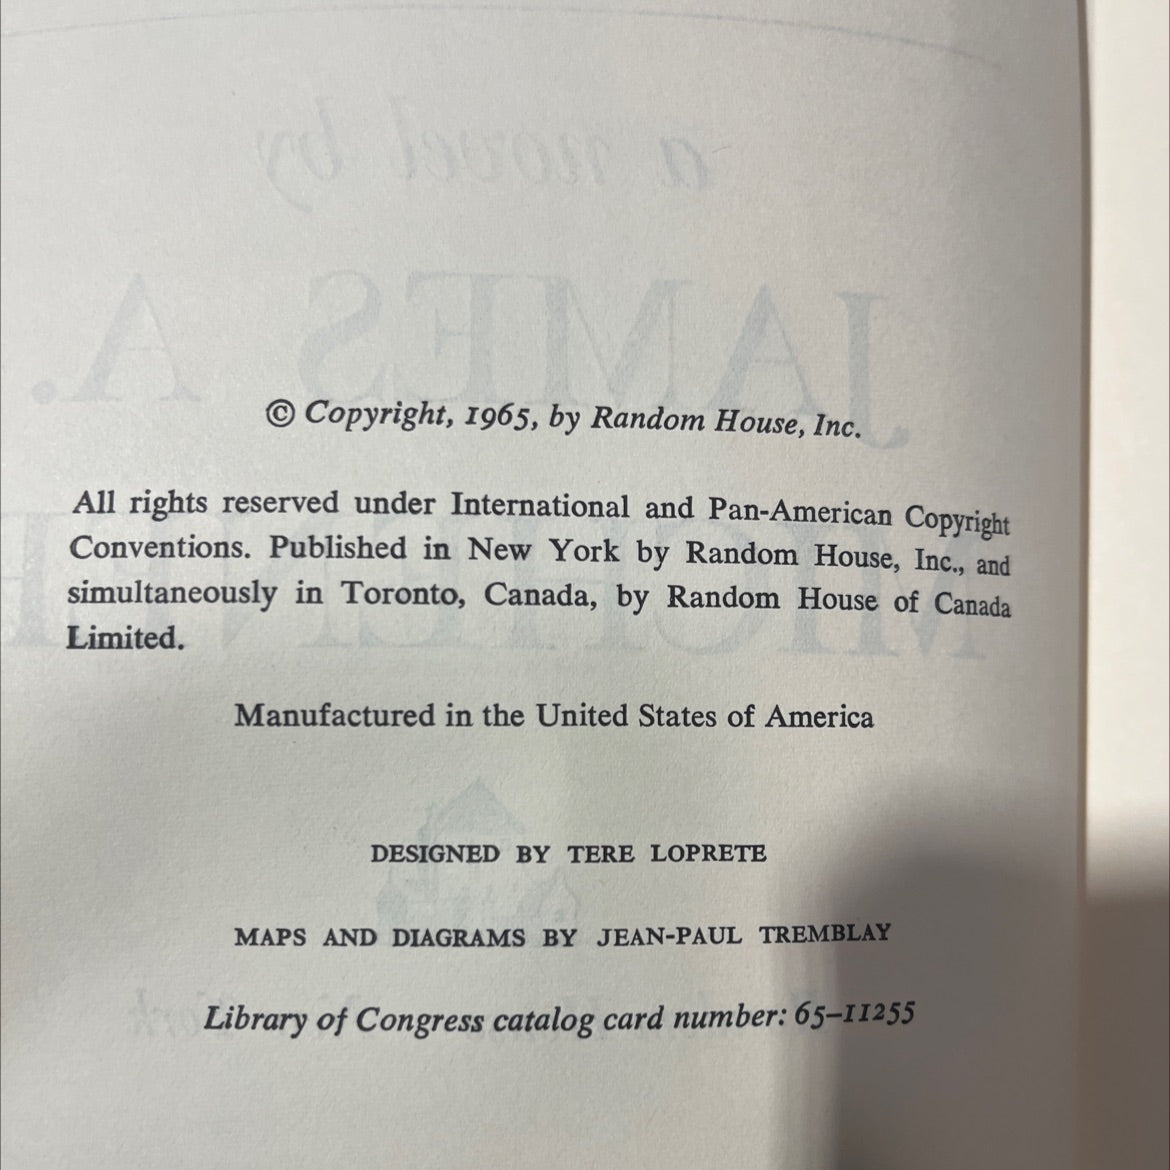 a novel by
JAMES A.
© Copyright, 1965, by Random House, Inc.
All rights reserved under International and Pan-American Copyright
Conventions. Published in New York by Random House, Inc., and
simultaneously in Toronto, Canada, by Random House of Canada
Limited.
Manufactured in the United States of America
DESIGNED BY TERE LOPRETE
MAPS AND DIAGRAMS BY JEAN-PAUL TREMBLAY
Library of Congress catalog card number: 65–11255